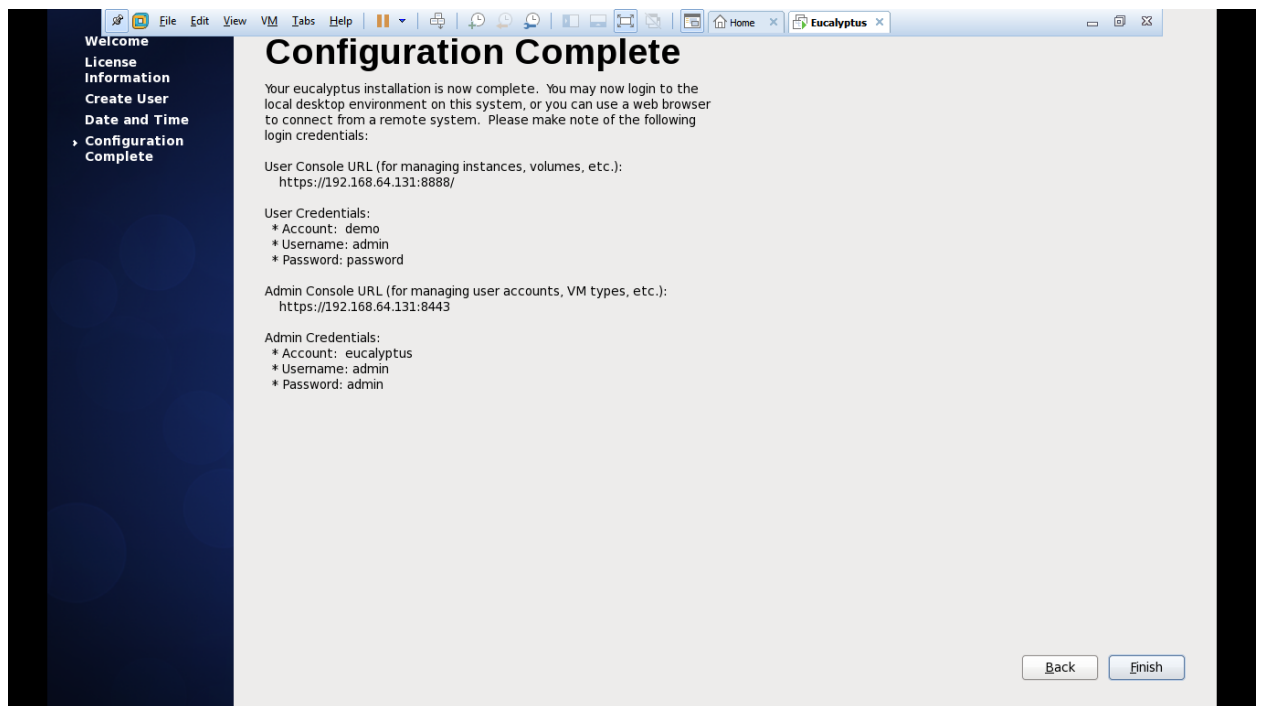 File Edit View VM Tabs Help Home Eucalyptus
Welcome
License
Information
Create User
Date and Time
Configuration
Complete
Configuration Complete
Your eucalyptus installation is now complete. You may now login to the
local desktop environment on this system, or you can use a web browser
to connect from a remote system. Please make note of the following
login credentials:
User Console URL (for managing instances, volumes, etc.):
https://192.168.64.131:8888/
User Credentials:
* Account: demo
* Username: admin
* Password: password
Admin Console URL (for managing user accounts, VM types, etc.):
https://192.168.64.131:8443
Admin Credentials:
* Account: eucalyptus
* Username: admin
* Password: admin
Back Finish